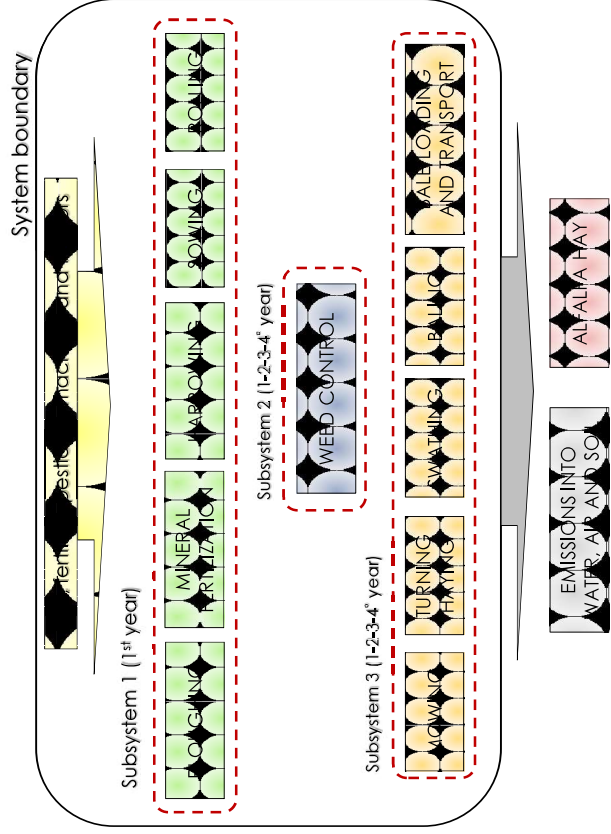 System boundary
and
Subsystem 1 (1st year)
PLOUGHING
MINERAL
FERTILIZATION
HARROWING
SOWING
ROLLING
Subsystem 2 (1-2-3-4° year)
WEED CONTROL
Subsystem 3 (1-2-3-4° year)
MOWING
TURNING
HAYING
SWATHING
BALING
BALE LOADING
AND TRANSPORT
EMISSIONS INTO
WATER, AIR AND SOIL
ALFALFA HAY